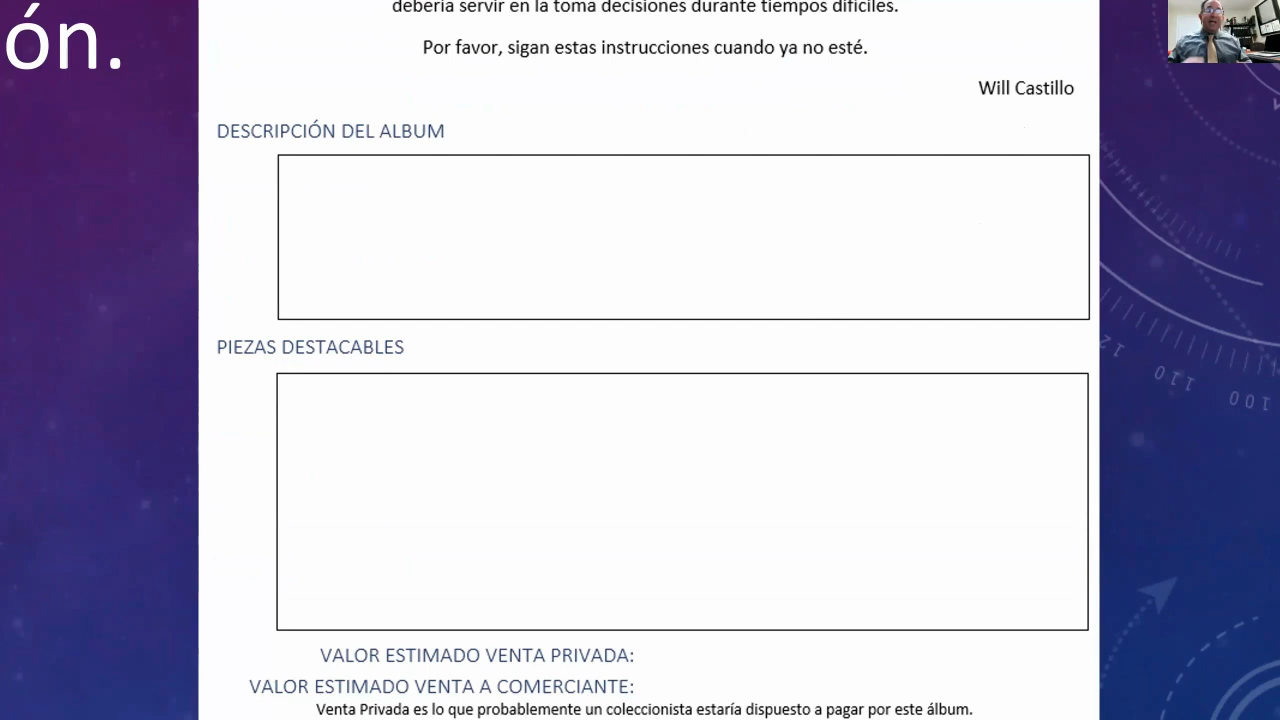 ón.
debería servir en la toma decisiones durante tiempos difíciles.
Por favor, sigan estas instrucciones cuando ya no esté.
Will Castillo
DESCRIPCIÓN DEL ALBUM
PIEZAS DESTACABLES
VALOR ESTIMADO VENTA PRIVADA:
VALOR ESTIMADO VENTA A COMERCIANTE:
Venta Privada es lo que probablemente un coleccionista estaría dispuesto a pagar por este álbum.
110
100